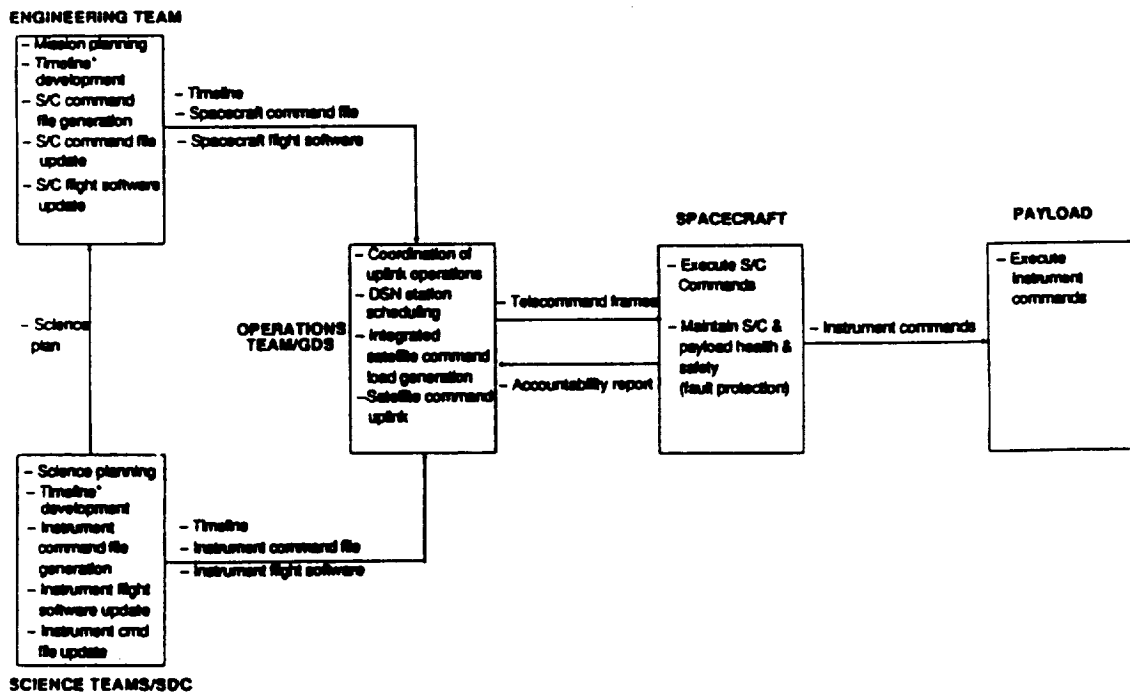 ENGINEERING TEAM
– Mission planning
– Timeline*
development
– S/C command
file generation
– S/C command file
update
– S/C flight software
update
– Timeline
– Spacecraft command file
– Spacecraft flight software
– Science
plan
OPERATIONS
TEAM/GDS
– Coordination of
uplink operations
– DSN station
scheduling
– Integrated
satellite command
load generation
– Satellite command
uplink
– Telecommand frames
– Accountability report
SPACECRAFT
– Execute S/C
Commands
– Maintain S/C &
payload health &
safety
(fault protection)
– Instrument commands
PAYLOAD
– Execute
instrument
commands
– Science planning
– Timeline*
development
– Instrument
command file
generation
– Instrument flight
software update
– Instrument cmd
file update
– Timeline
– Instrument command file
– Instrument flight software
SCIENCE TEAMS/SDC